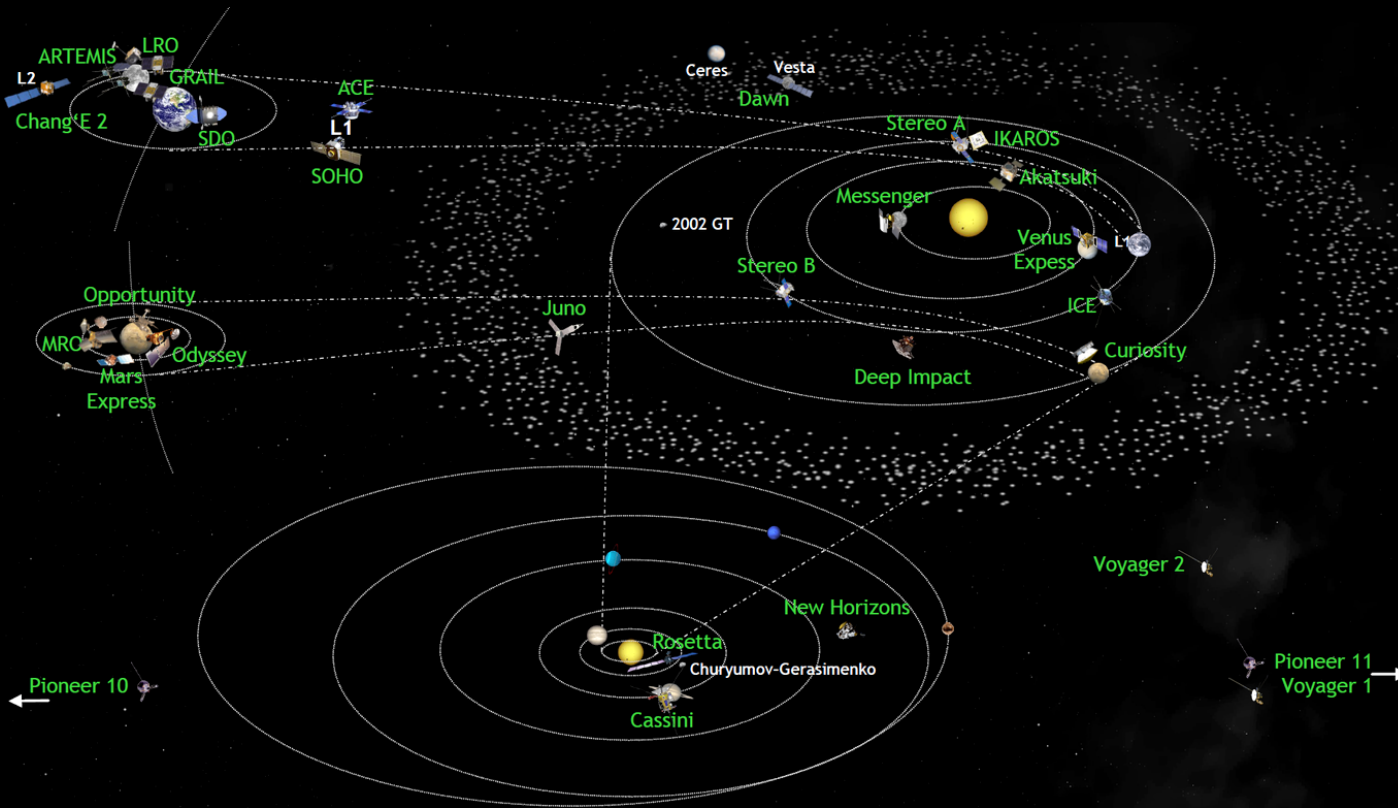 ARTEMIS
LRO
L2
GRAIL
Chang'E 2
SDO
ACE
L1
SOHO
Ceres
Vesta
Dawn
Stereo A
IKAROS
Akatsuki
Messenger
2002 GT
Venus
Expess
L1
Stereo B
ICE
Opportunity
MRO
Odyssey
Mars
Express
Juno
Curiosity
Deep Impact
Voyager 2
New Horizons
Rosetta
Churyumov-Gerasimenko
Cassini
Pioneer 10
Pioneer 11
Voyager 1